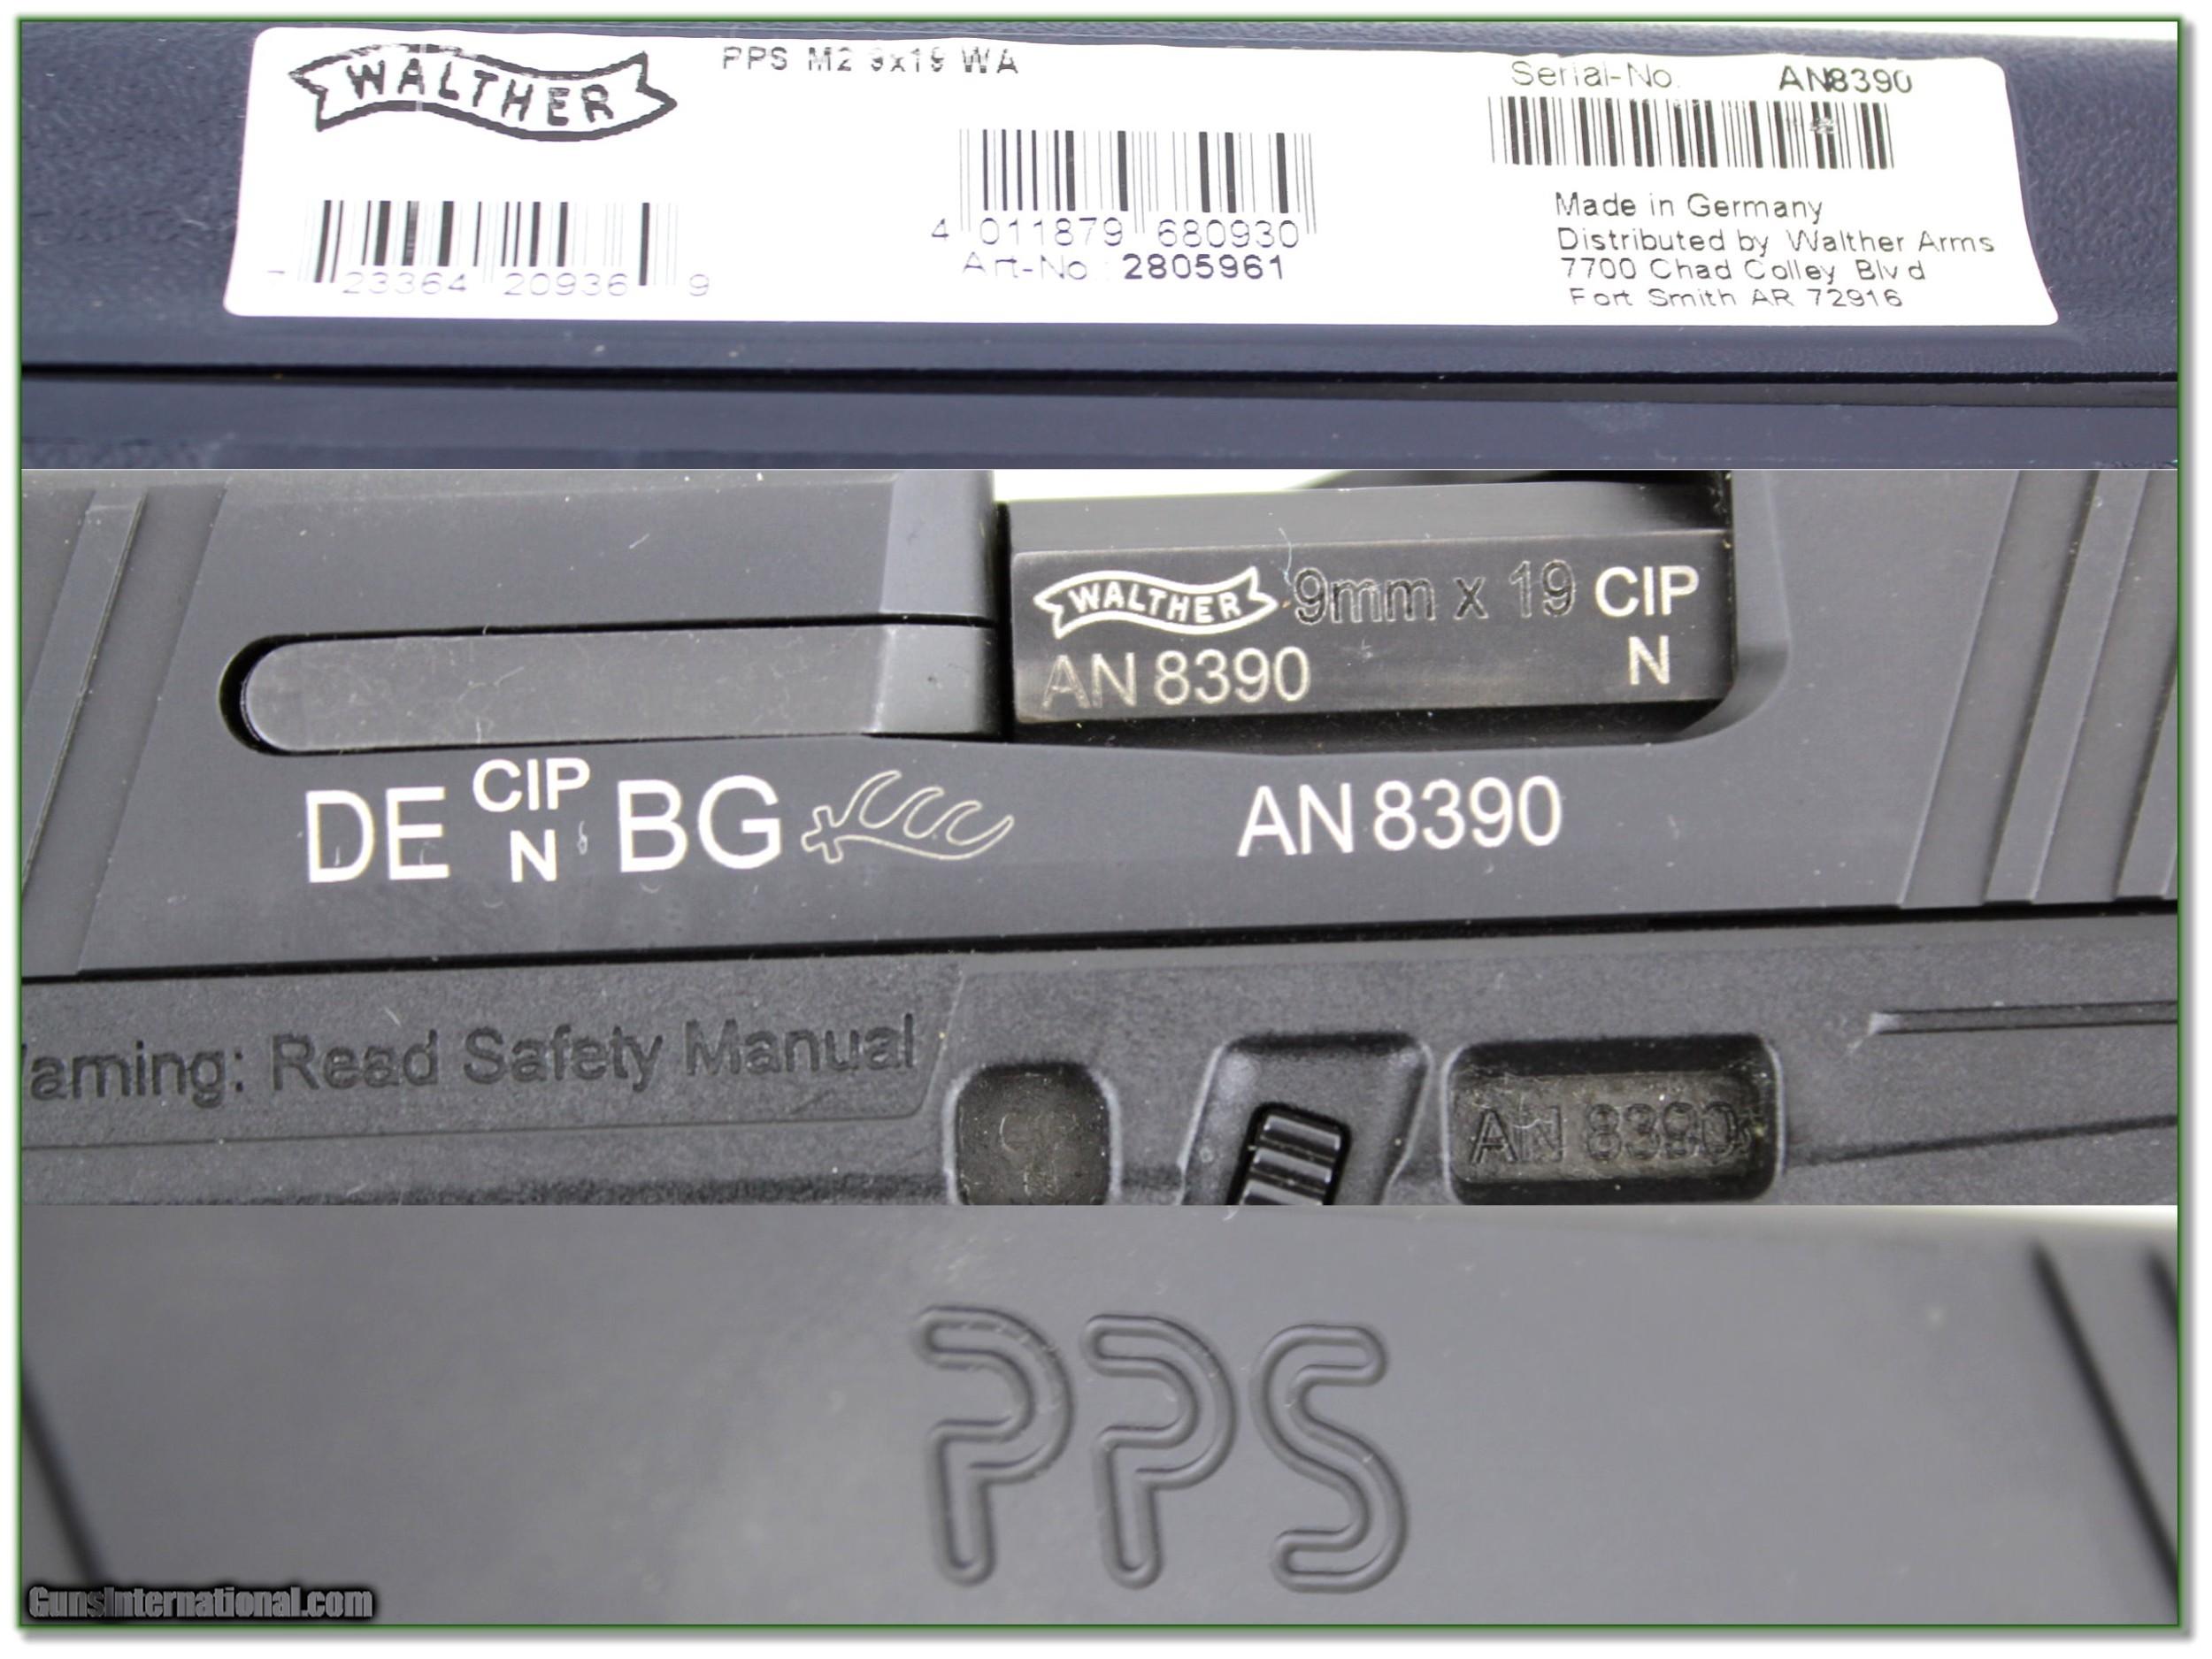 WALTHER
PPS M2 9x19 WA
Serial-No. AN8390
7 23364 20936 9
4 011879 680930
Art-No.: 2805961
Made in Germany
Distributed by Walther Arms
7700 Chad Colley Blvd
Fort Smith AR 72916
WALTHER 9mm x 19 CIP
AN 8390 N
DE CIP N BG
AN 8390
Warning: Read Safety Manual
AN 8390
PPS
GunsInternational.com